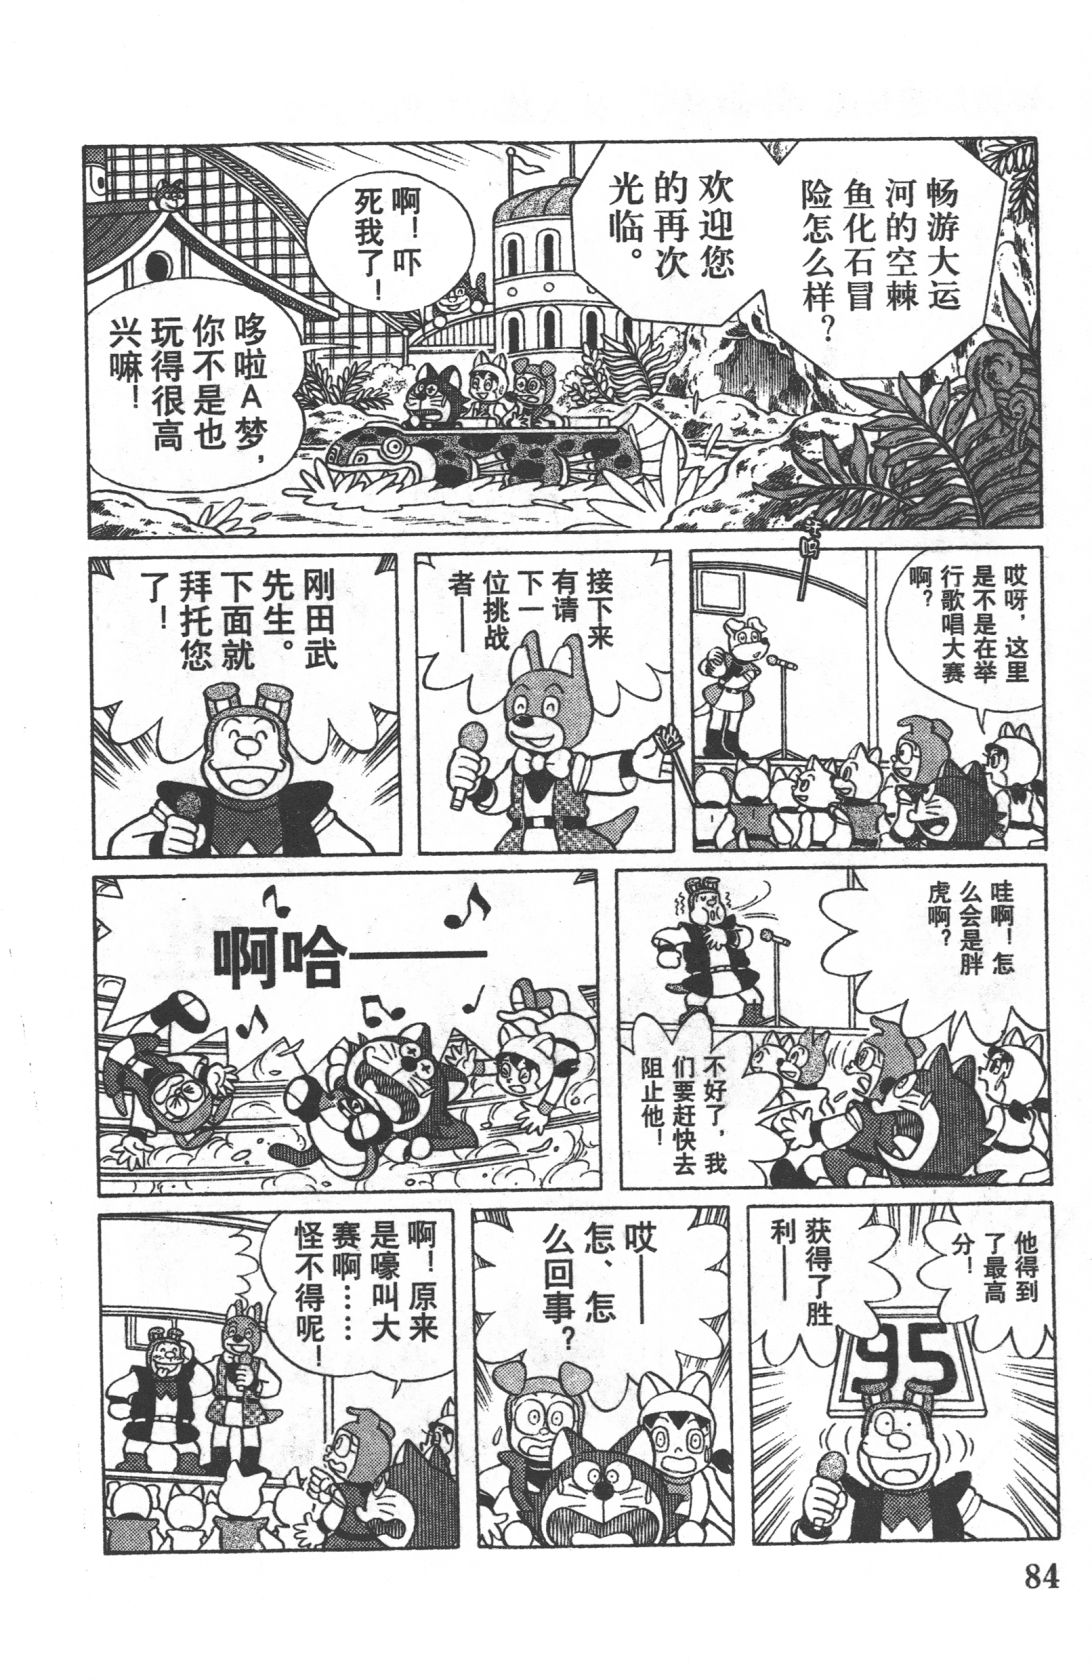 畅游大运
河的空棘
鱼化石冒
险怎么样?
欢迎您
的再次
光临。
啊!吓
死我了!
哆啦A梦,
你不是也
玩得很高
兴嘛!
哎呀,这里
是不是在举
行歌唱大赛
啊?
接下来
有请
下一
位挑战
者——
刚田武
先生。
下面就
拜托您
了!
哇啊!怎
么会是胖
虎啊?
不好了,我
们要赶快去
阻止他!
啊哈——
他得到
了最高
分!
获得了胜
利——
95
哎——
怎、怎
么回事?
啊!原来
是嚎叫大
赛啊……
怪不得呢!
84